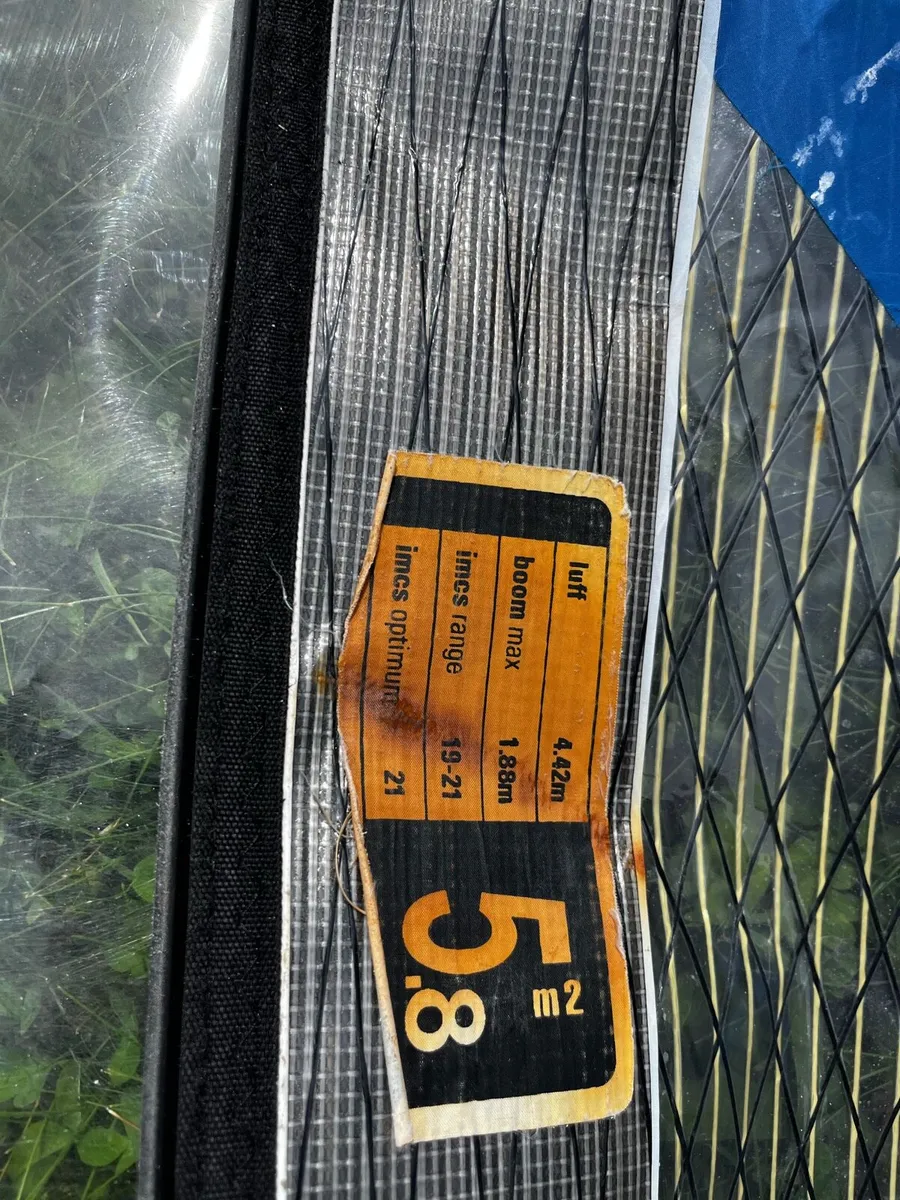 luff 4.42m
boom max 1.88m
imcs range 19-21
imcs optimum 21
5.8 m2